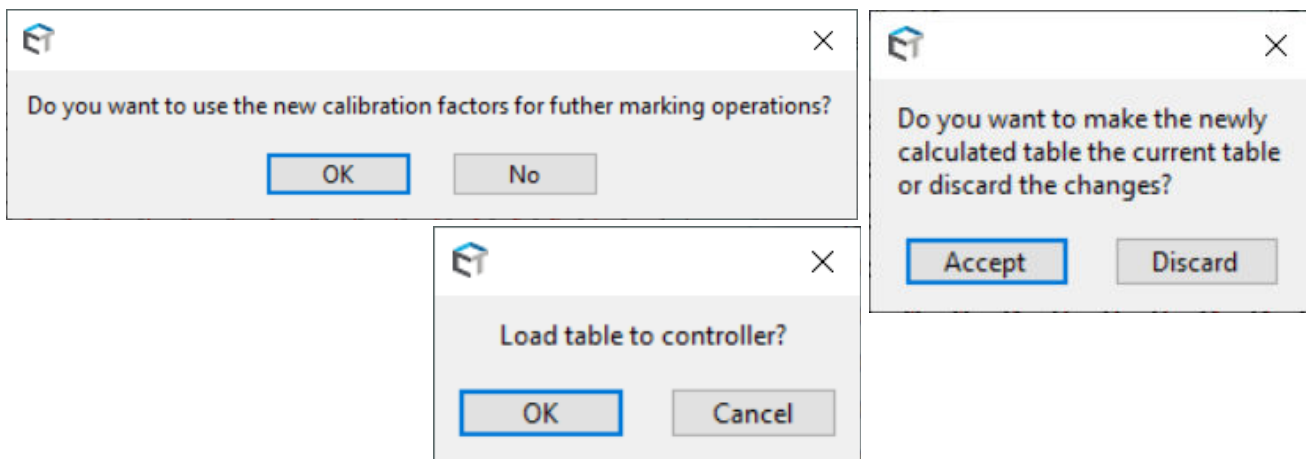 Do you want to use the new calibration factors for futher marking operations?
OK No
Do you want to make the newly
calculated table the current table
or discard the changes?
Accept Discard
Load table to controller?
OK Cancel